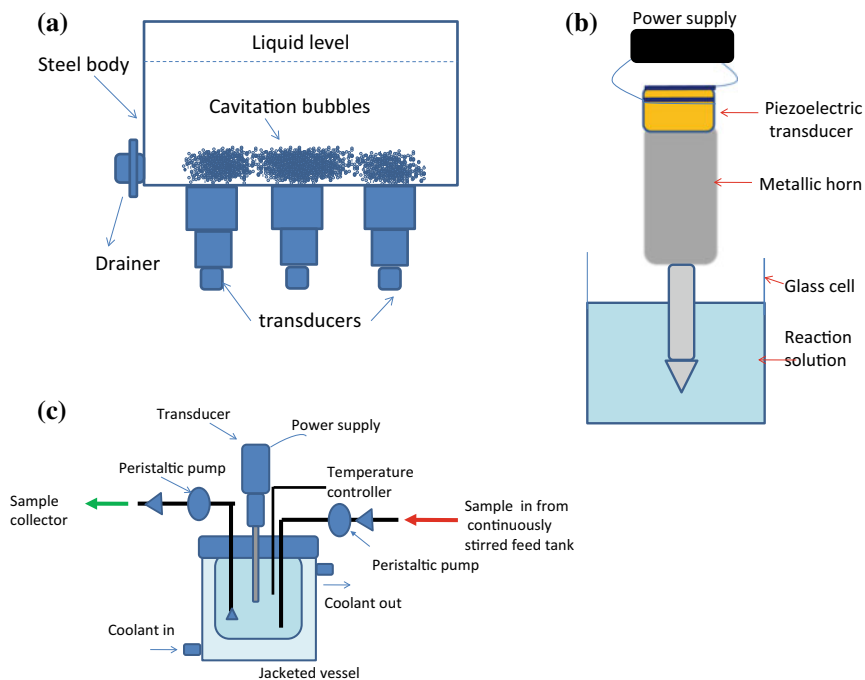 (a)
Liquid level
Steel body
Cavitation bubbles
Drainer
transducers
(b)
Power supply
Piezoelectric
transducer
Metallic horn
Glass cell
Reaction
solution
(c)
Transducer
Power supply
Peristaltic pump
Temperature
controller
Sample
collector
Sample in from
continuously
stirred feed tank
Peristaltic pump
Coolant out
Coolant in
Jacketed vessel